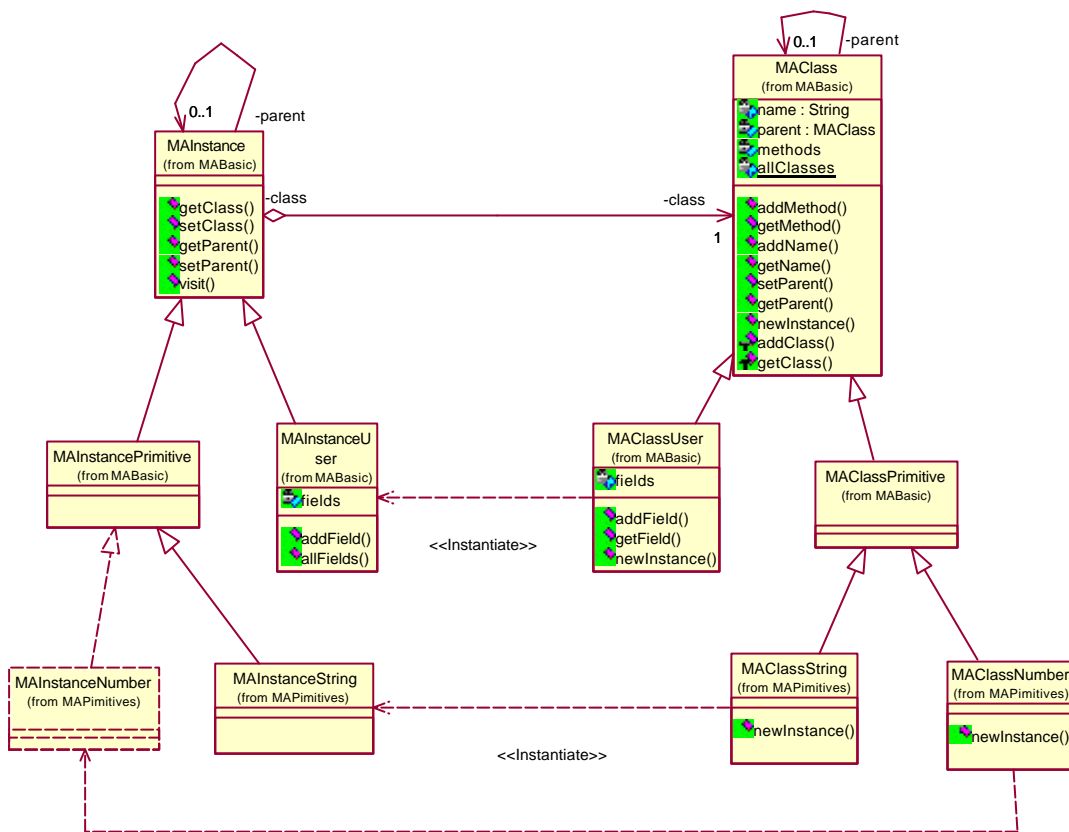 0..1
-parent
MAClass
(from MABasic)
name : String
parent : MAClass
methods
allClasses
addMethod()
getMethod()
addName()
getName()
setParent()
getParent()
newInstance()
addClass()
getClass()
0..1
-parent
MAInstance
(from MABasic)
getClass()
setClass()
getParent()
setParent()
visit()
-class
-class
1
MAInstancePrimitive
(from MABasic)
MAInstanceU
ser
(from MABasic)
fields
addField()
allFields()
<<Instantiate>>
MAClassUser
(from MABasic)
fields
addField()
getField()
newInstance()
MAClassPrimitive
(from MABasic)
MAInstanceNumber
(from MAPimitives)
MAInstanceString
(from MAPimitives)
<<Instantiate>>
MAClassString
(from MAPimitives)
newInstance()
MAClassNumber
(from MAPimitives)
newInstance()